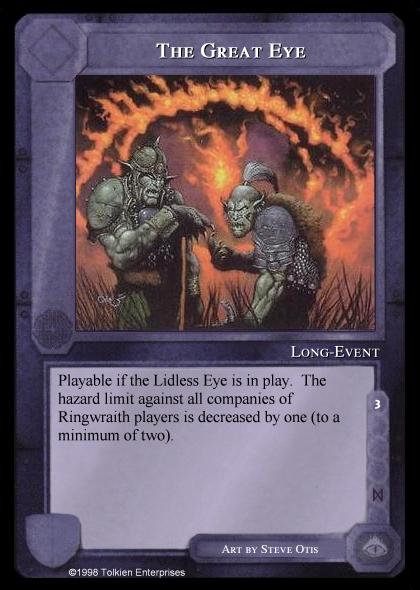 The Great Eye
Long-Event
Playable if the Lidless Eye is in play. The
hazard limit against all companies of
Ringwraith players is decreased by one (to a
minimum of two).
3
Art by Steve Otis
©1998 Tolkien Enterprises